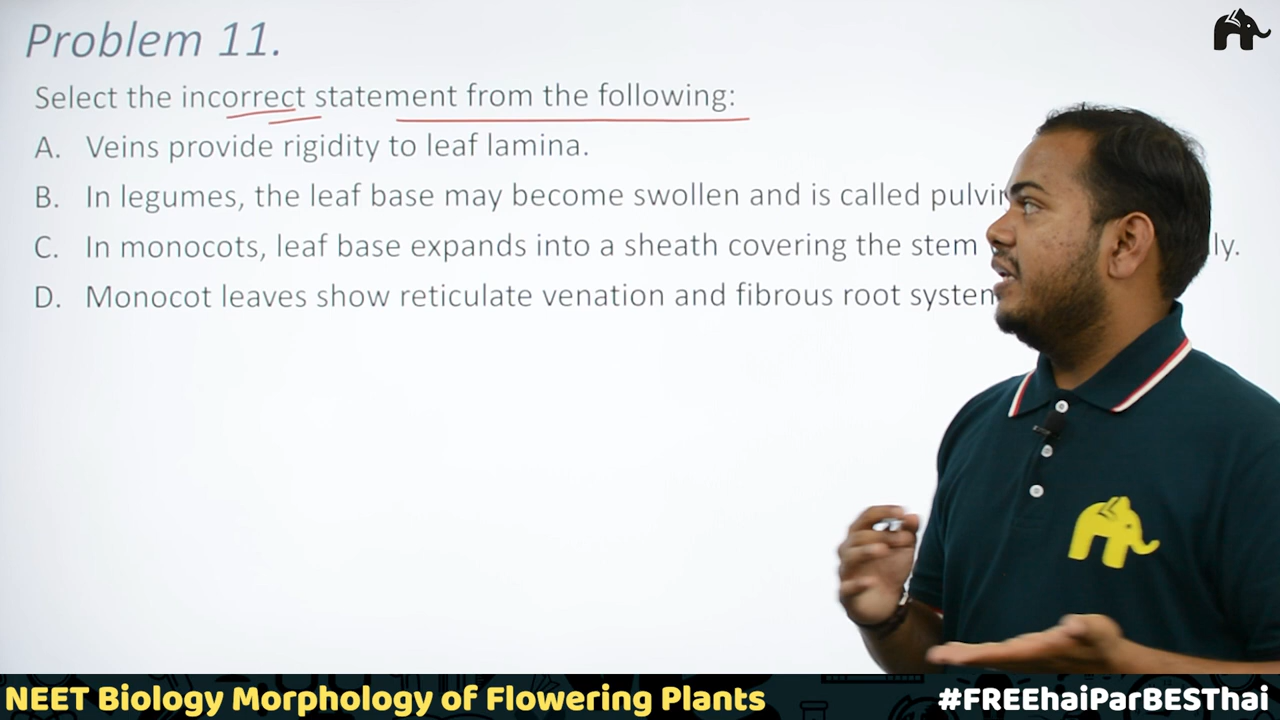 Problem 11.
Select the incorrect statement from the following:
A. Veins provide rigidity to leaf lamina.
B. In legumes, the leaf base may become swollen and is called
C. In monocots, leaf base expands into a sheath covering the stem
D. Monocot leaves show reticulate venation and fibrous root
NEET Biology Morphology of Flowering Plants
#FREEhaiParBESThai